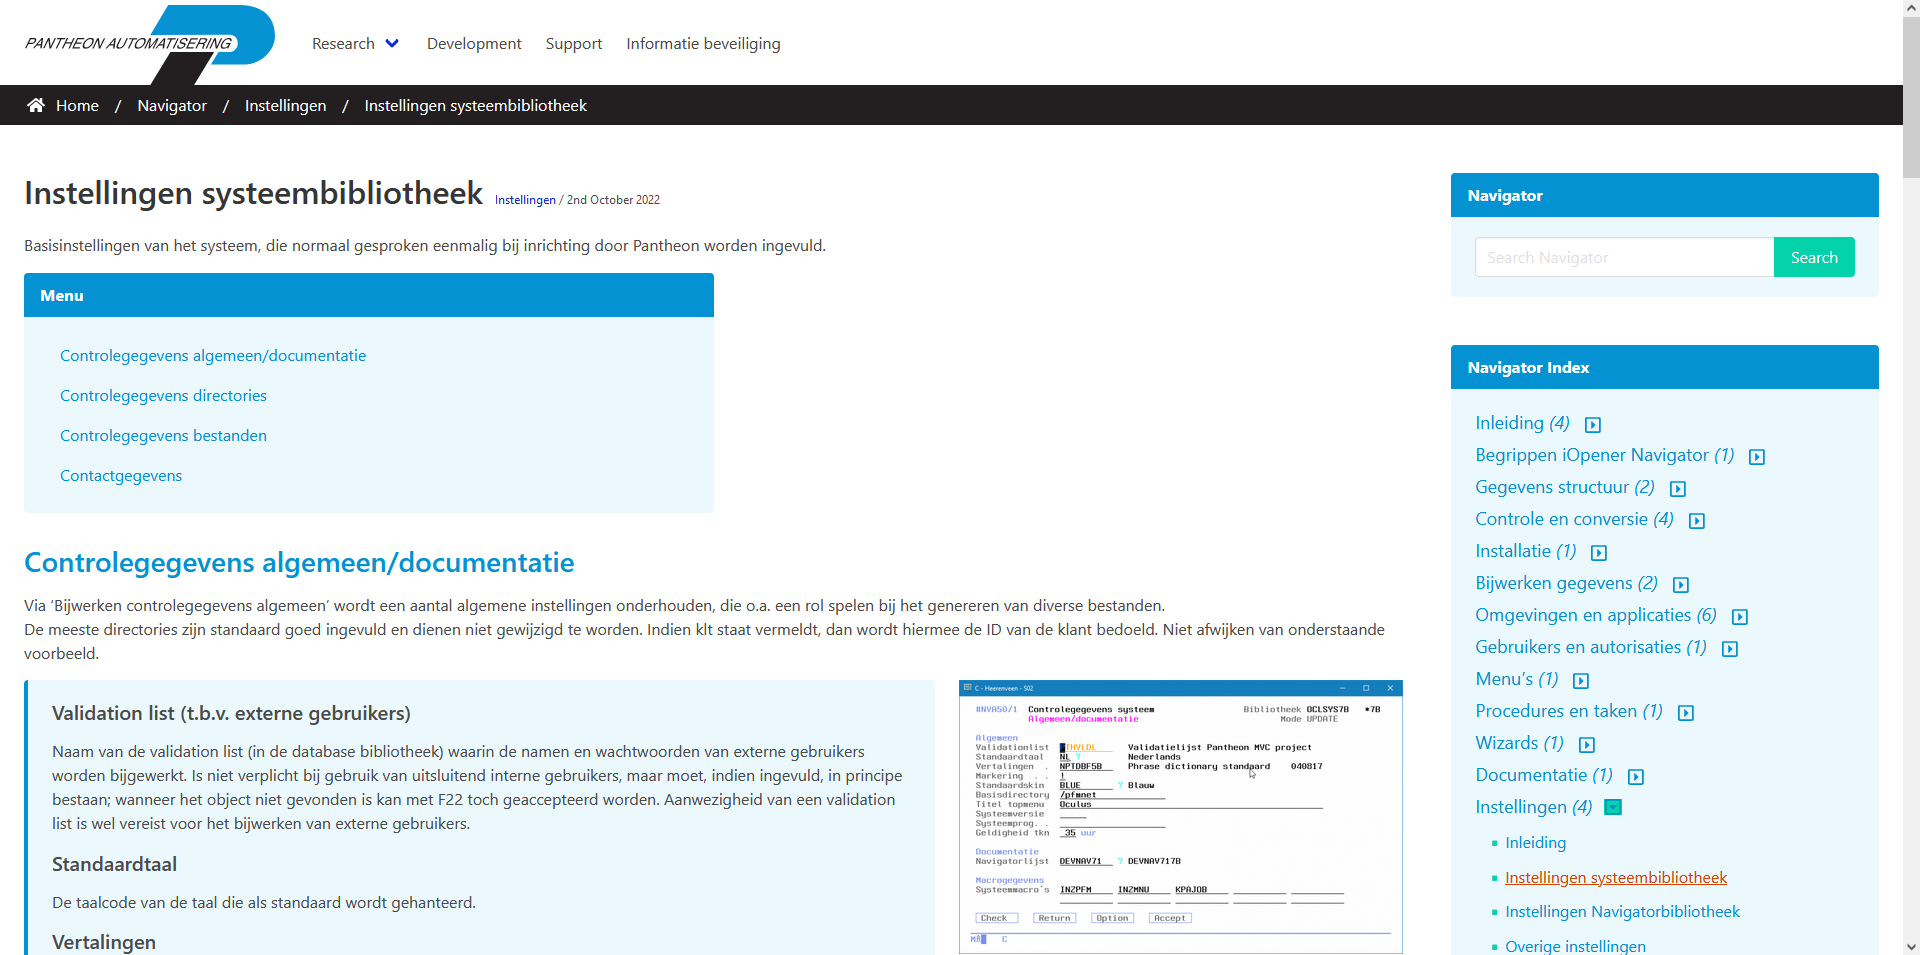 PANTHEON AUTOMATISERING
Research
Development
Support
Informatie beveiliging
Home / Navigator / Instellingen / Instellingen systeembibliotheek
Instellingen systeembibliotheek Instellingen / 2nd October 2022
Basisinstellingen van het systeem, die normaal gesproken eenmalig bij inrichting door Pantheon worden ingevuld.
Menu
Controlegegevens algemeen/documentatie
Controlegegevens directories
Controlegegevens bestanden
Contactgegevens
Controlegegevens algemeen/documentatie
Via ‘Bijwerken controlegegevens algemeen’ wordt een aantal algemene instellingen onderhouden, die o.a. een rol spelen bij het genereren van diverse bestanden.
De meeste directories zijn standaard goed ingevuld en dienen niet gewijzigd te worden. Indien klt staat vermeldt, dan wordt hiermee de ID van de klant bedoeld. Niet afwijken van onderstaande
voorbeeld.
Validation list (t.b.v. externe gebruikers)
Naam van de validation list (in de database bibliotheek) waarin de namen en wachtwoorden van externe gebruikers
worden bijgewerkt. Is niet verplicht bij gebruik van uitsluitend interne gebruikers, maar moet, indien ingevuld, in principe
bestaan; wanneer het object niet gevonden is kan met F22 toch geaccepteerd worden. Aanwezigheid van een validation
list is wel vereist voor het bijwerken van externe gebruikers.
Standaardtaal
De taalcode van de taal die als standaard wordt gehanteerd.
Vertalingen
C - Heerenveen - S02
#NVA50/1 Controlegegevens systeem Bibliotheek OCLSYS7B *7B
Algemeen/documentatie Mode UPDATE
Algemeen
Validationlist THVLDL Validatielijst Pantheon MVC project
Standaardtaal NL ? Nederlands
Vertalingen . NPTDBF5B Phrase dictionary standaard 040817
Markering . . !
Standaardskin BLUE ? Blauw
Basisdirectory /pfmnet
Titel topmenu Oculus
Systeemversie
Systeemprog. .
Geldigheid tkn 35 uur
Documentatie
Navigatorlijst DEVNAV71 ? DEVNAV717B
Macrogegevens
Systeemmacro's INZPFM INZMNU KPAJOB
Check Return Option Accept
C
Navigator
Search Navigator
Search
Navigator Index
Inleiding (4)
Begrippen iOpener Navigator (1)
Gegevens structuur (2)
Controle en conversie (4)
Installatie (1)
Bijwerken gegevens (2)
Omgevingen en applicaties (6)
Gebruikers en autorisaties (1)
Menu’s (1)
Procedures en taken (1)
Wizards (1)
Documentatie (1)
Instellingen (4)
Inleiding
Instellingen systeembibliotheek
Instellingen Navigatorbibliotheek
Overige instellingen